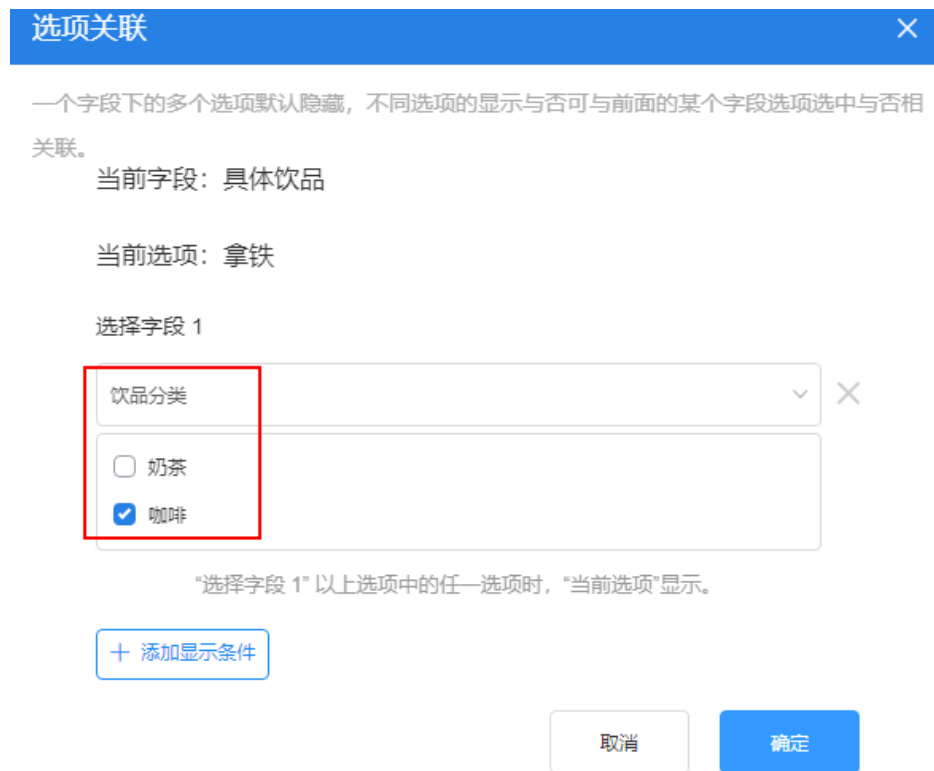 选项关联
一个字段下的多个选项默认隐藏，不同选项的显示与否可与前面的某个字段选项选中与否相
关联。
当前字段：具体饮品
当前选项：拿铁
选择字段 1
饮品分类
奶茶
咖啡
“选择字段 1” 以上选项中的任一选项时，“当前选项”显示。
添加显示条件
取消
确定